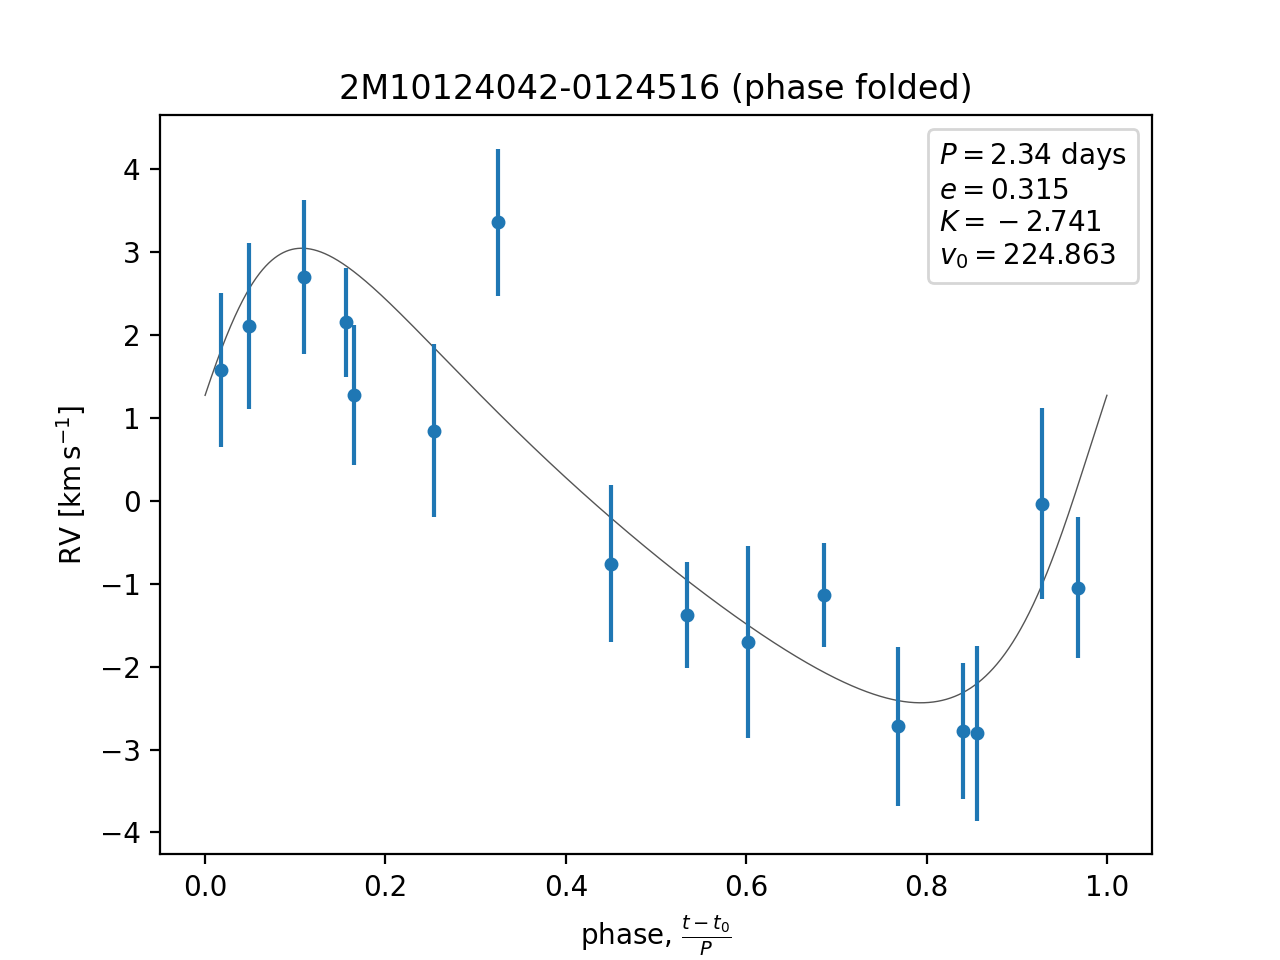 2M10124042-0124516 (phase folded)
P = 2.34 days
e = 0.315
K = −2.741
v₀ = 224.863
4
3
2
1
0
−1
−2
−3
−4
RV [km s⁻¹]
0.0 0.2 0.4 0.6 0.8 1.0
phase, (t − t₀)/P